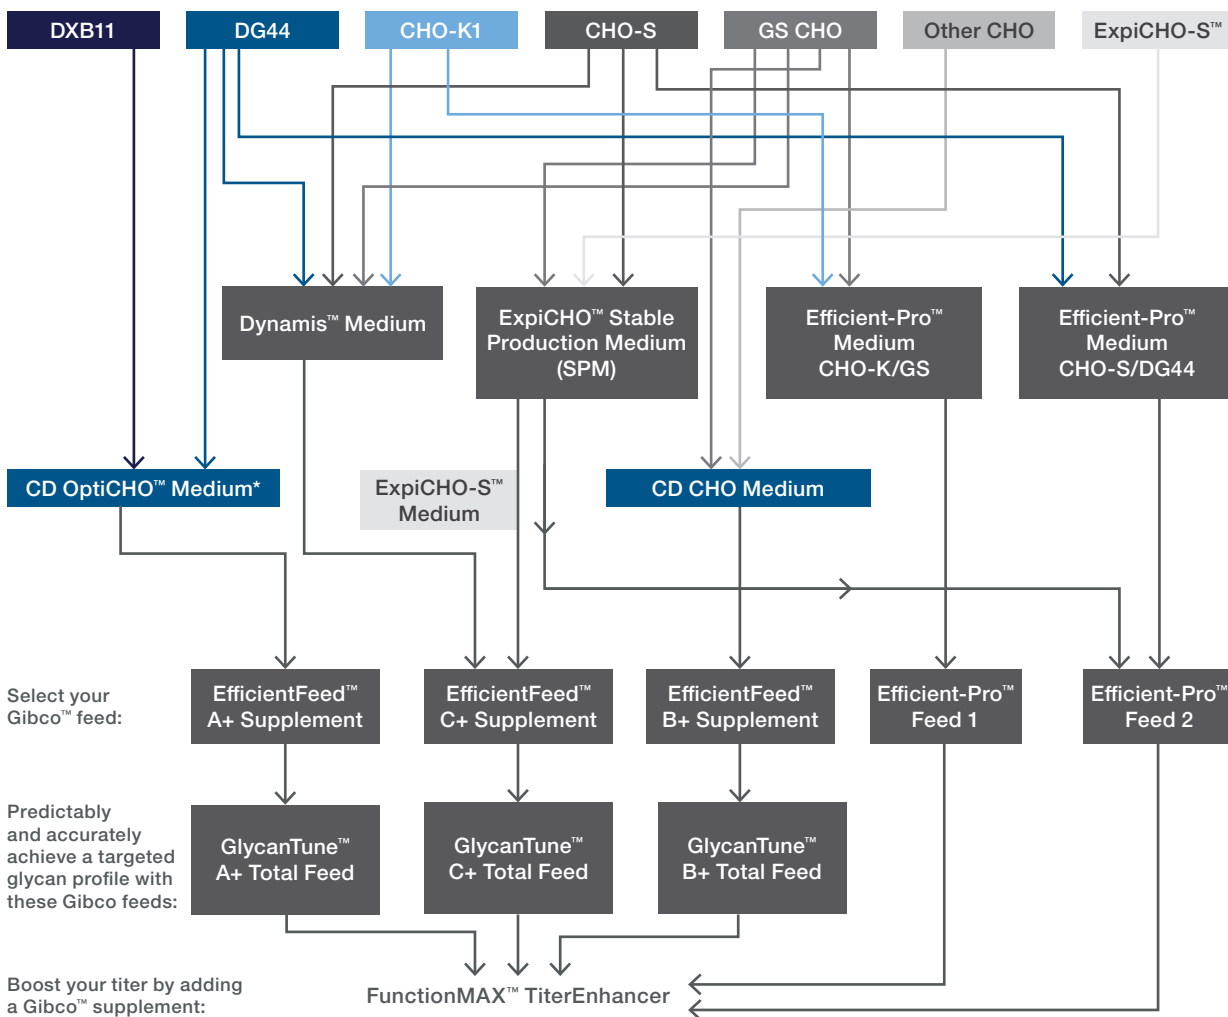 DXB11
DG44
CHO-K1
CHO-S
GS CHO
Other CHO
ExpiCHO-S™
Dynamis™ Medium
ExpiCHO™ Stable
Production Medium
(SPM)
Efficient-Pro™
Medium
CHO-K/GS
Efficient-Pro™
Medium
CHO-S/DG44
CD OptiCHO™ Medium*
ExpiCHO-S™
Medium
CD CHO Medium
Select your
Gibco™ feed:
EfficientFeed™
A+ Supplement
EfficientFeed™
C+ Supplement
EfficientFeed™
B+ Supplement
Efficient-Pro™
Feed 1
Efficient-Pro™
Feed 2
Predictably
and accurately
achieve a targeted
glycan profile with
these Gibco feeds:
GlycanTune™
A+ Total Feed
GlycanTune™
C+ Total Feed
GlycanTune™
B+ Total Feed
Boost your titer by adding
a Gibco™ supplement:
FunctionMAX™ TiterEnhancer